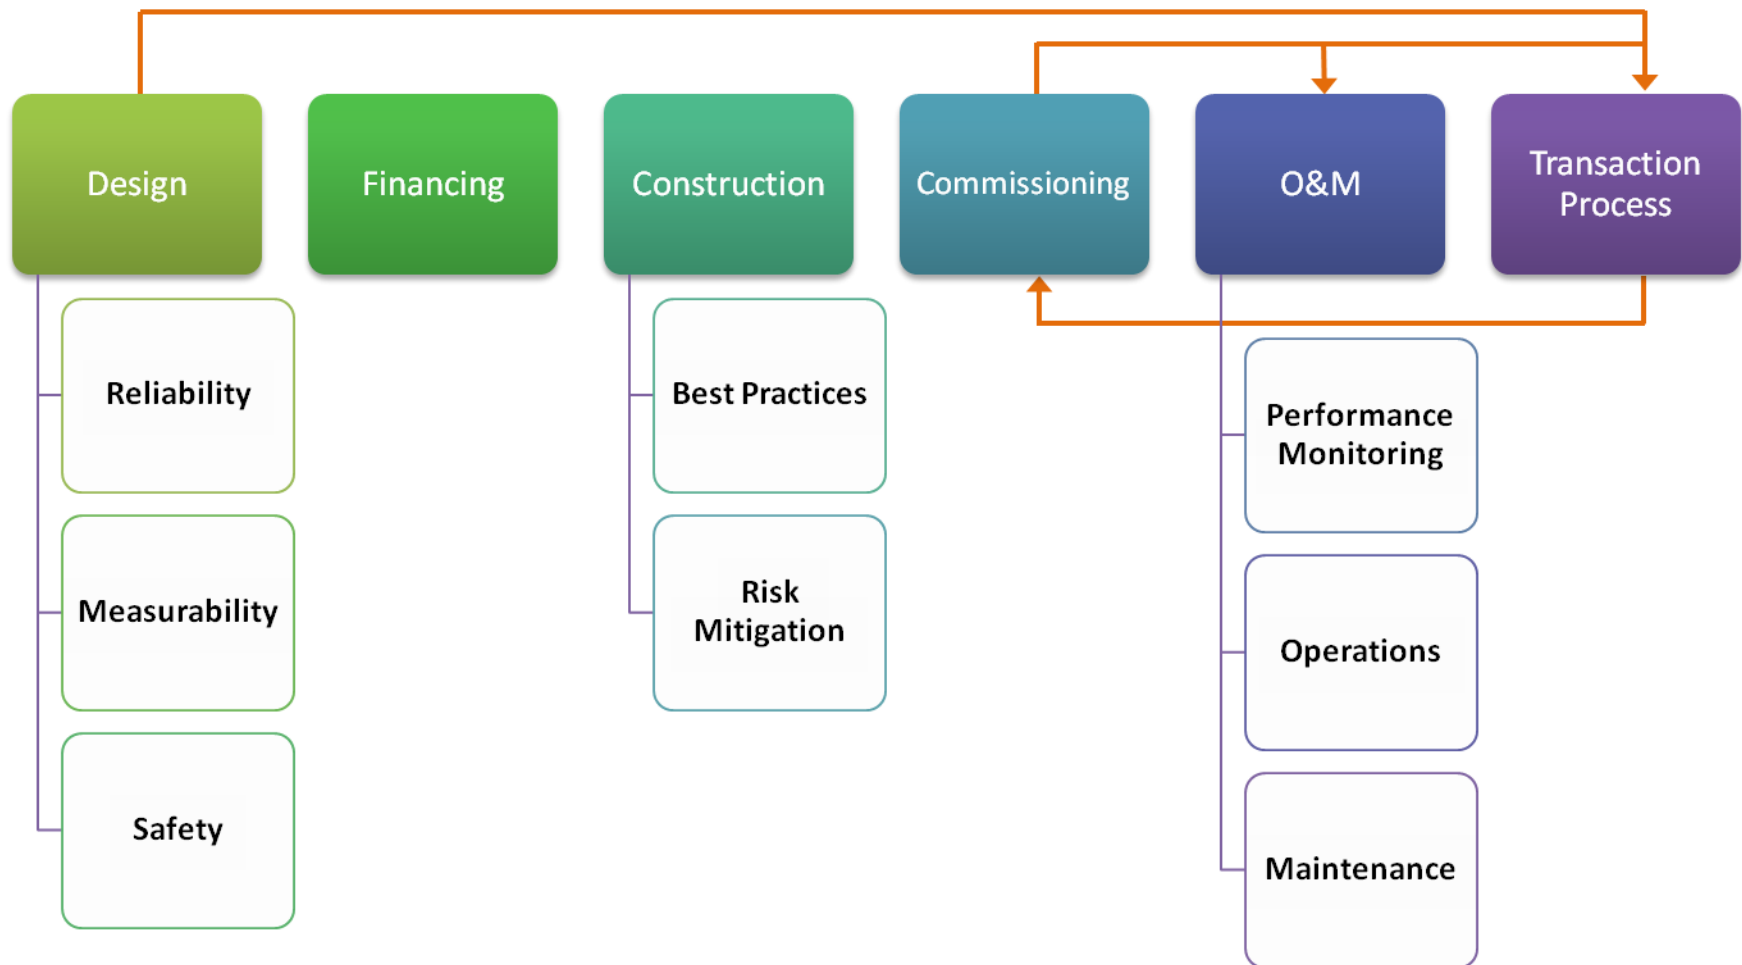 Design
Financing
Construction
Commissioning
O&M
Transaction
Process
Reliability
Measurability
Safety
Best Practices
Risk
Mitigation
Performance
Monitoring
Operations
Maintenance